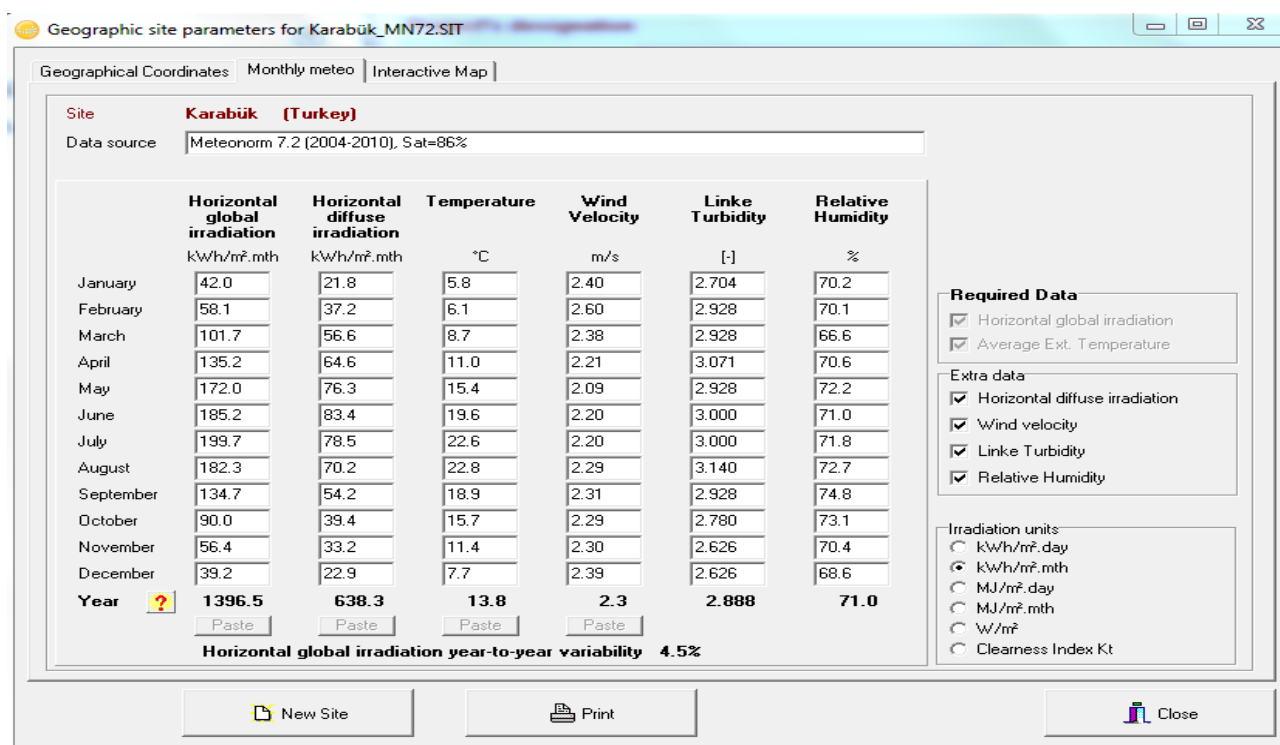 Geographic site parameters for Karabük_MN72.SIT
Geographical Coordinates Monthly meteo Interactive Map
Site Karabük (Turkey)
Data source Meteonorm 7.2 (2004-2010), Sat=86%
Horizontal global irradiation Horizontal diffuse irradiation Temperature Wind Velocity Linke Turbidity Relative Humidity
kWh/m².mth kWh/m².mth °C m/s [-] %
January 42.0 21.8 5.8 2.40 2.704 70.2
February 58.1 37.2 6.1 2.60 2.928 70.1
March 101.7 56.6 8.7 2.38 2.928 66.6
April 135.2 64.6 11.0 2.21 3.071 70.6
May 172.0 76.3 15.4 2.09 2.928 72.2
June 185.2 83.4 19.6 2.20 3.000 71.0
July 199.7 78.5 22.6 2.20 3.000 71.8
August 182.3 70.2 22.8 2.29 3.140 72.7
September 134.7 54.2 18.9 2.31 2.928 74.8
October 90.0 39.4 15.7 2.29 2.780 73.1
November 56.4 33.2 11.4 2.30 2.626 70.4
December 39.2 22.9 7.7 2.39 2.626 68.6
Year ? 1396.5 638.3 13.8 2.3 2.888 71.0
Paste Paste Paste Paste
Horizontal global irradiation year-to-year variability 4.5%
Required Data
Horizontal global irradiation
Average Ext. Temperature
Extra data
Horizontal diffuse irradiation
Wind velocity
Linke Turbidity
Relative Humidity
Irradiation units
kWh/m².day
kWh/m².mth
MJ/m².day
MJ/m².mth
W/m²
Clearness Index Kt
New Site Print Close